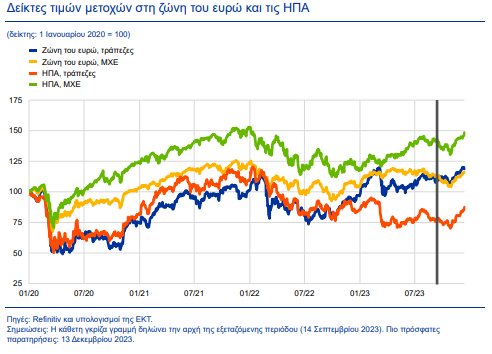 Δείκτες τιμών μετοχών στη ζώνη του ευρώ και τις ΗΠΑ
(δείκτης: 1 Ιανουαρίου 2020 = 100)
Ζώνη του ευρώ, τράπεζες
Ζώνη του ευρώ, ΜΧΕ
ΗΠΑ, τράπεζες
ΗΠΑ, ΜΧΕ
175
150
125
100
75
50
25
01/20 07/20 01/21 07/21 01/22 07/22 01/23 07/23
Πηγές: Refinitiv και υπολογισμοί της ΕΚΤ.
Σημειώσεις: Η κάθετη γκρίζα γραμμή δηλώνει την αρχή της εξεταζόμενης περιόδου (14 Σεπτεμβρίου 2023). Πιο πρόσφατες
παρατηρήσεις: 13 Δεκεμβρίου 2023.